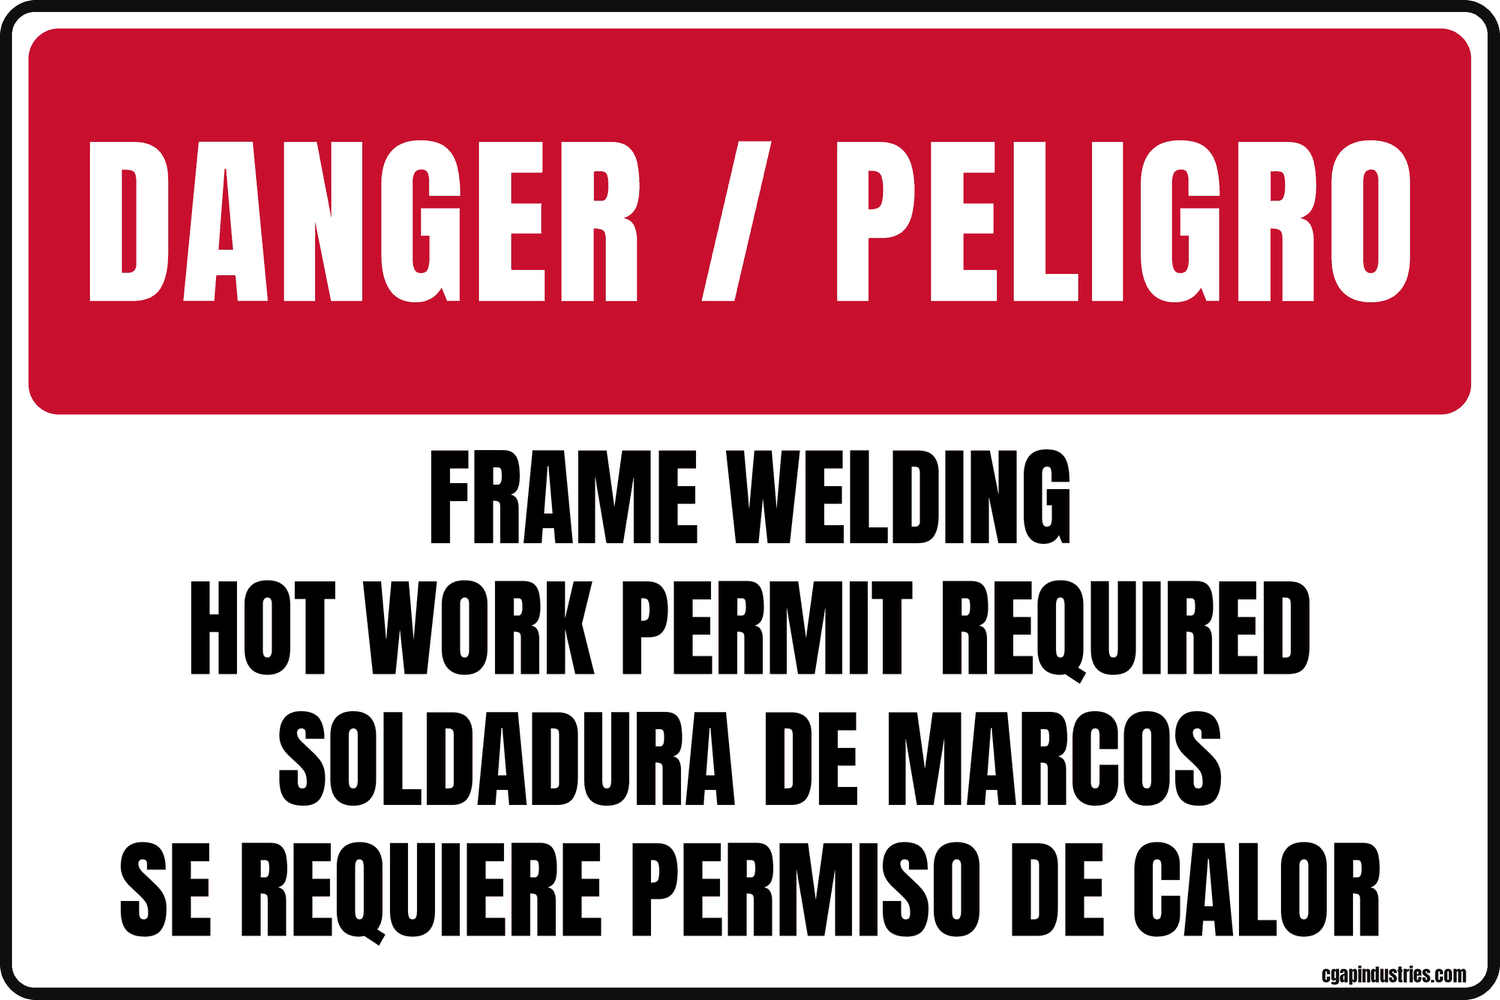 DANGER / PELIGRO
FRAME WELDING
HOT WORK PERMIT REQUIRED
SOLDADURA DE MARCOS
SE REQUIERE PERMISO DE CALOR
cgapindustries.com